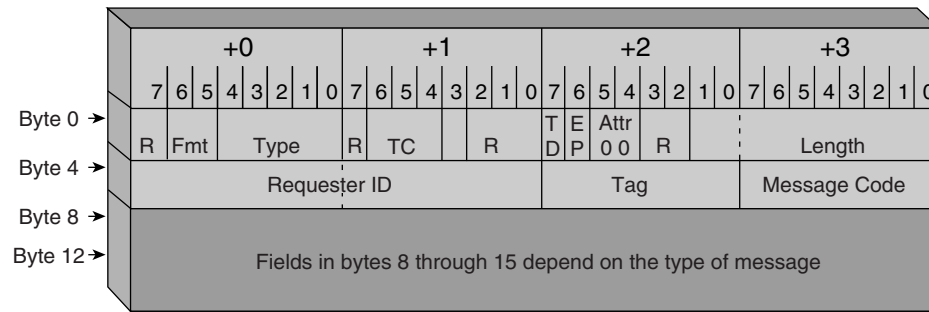 +0 +1 +2 +3
7 6 5 4 3 2 1 0 7 6 5 4 3 2 1 0 7 6 5 4 3 2 1 0 7 6 5 4 3 2 1 0
Byte 0
R Fmt Type R TC R T D E P Attr 0 0 R Length
Byte 4
Requester ID Tag Message Code
Byte 8
Byte 12
Fields in bytes 8 through 15 depend on the type of message